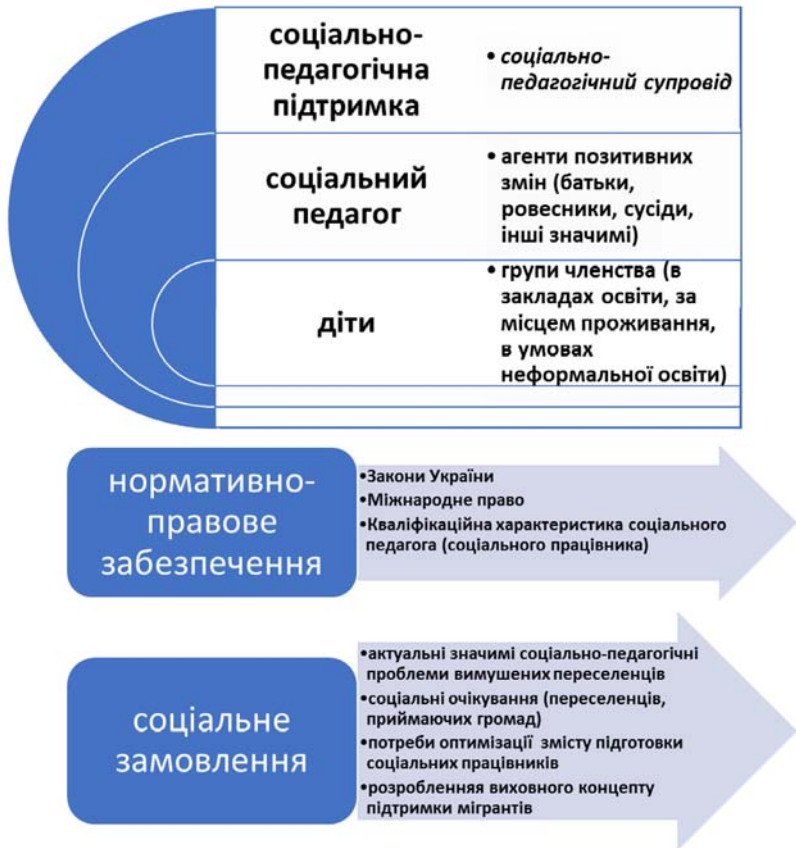 соціально-
педагогічна
підтримка
• соціально-
педагогічний супровід
соціальний
педагог
• агенти позитивних
змін (батьки,
ровесники, сусіди,
інші значимі)
діти
• групи членства (в
закладах освіти, за
місцем проживання,
в умовах
неформальної освіти)
нормативно-
правове
забезпечення
•Закони України
•Міжнародне право
•Кваліфікаційна характеристика соціального
педагога (соціального працівника)
соціальне
замовлення
•актуальні значимі соціально-педагогічні
проблеми вимушених переселенців
•соціальні очікування (переселенців,
приймаючих громад)
•потреби оптимізації змісту підготовки
соціальних працівників
•розробленяя виховного концепту
підтримки мігрантів